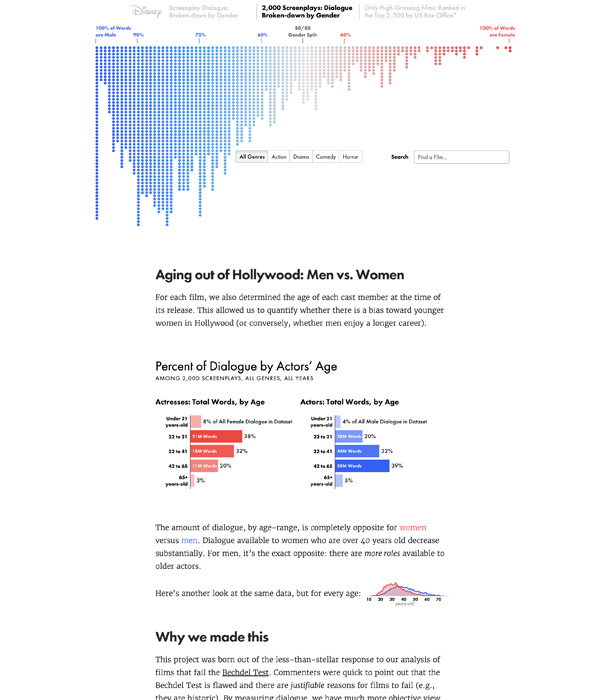 Disney
Screenplay Dialogue,
Broken-down by Gender
2,000 Screenplays: Dialogue
Broken-down by Gender
Only High-Grossing Films: Ranked in
the Top 2,500 by US Box Office*
100% of Words
are Male
90%
75%
60%
50/50
Gender Split
60%
100% of Words
are Female
All Genres
Action
Drama
Comedy
Horror
Search
Find a Film...
Aging out of Hollywood: Men vs. Women
For each film, we also determined the age of each cast member at the time of
its release. This allowed us to quantify whether there is a bias toward younger
women in Hollywood (or conversely, whether men enjoy a longer career).
Percent of Dialogue by Actors' Age
AMONG 2,000 SCREENPLAYS, ALL GENRES, ALL YEARS
Actresses: Total Words, by Age
Under 21
years-old
8% of All Female Dialogue in Dataset
22 to 31
21M Words
38%
32 to 41
18M Words
32%
42 to 65
11M Words
20%
65+
years-old
3%
Actors: Total Words, by Age
Under 21
years-old
4% of All Male Dialogue in Dataset
22 to 31
28M Words
20%
32 to 41
44M Words
32%
42 to 65
55M Words
39%
65+
years-old
5%
The amount of dialogue, by age-range, is completely opposite for women
versus men. Dialogue available to women who are over 40 years old decrease
substantially. For men, it's the exact opposite: there are more roles available to
older actors.
Here's another look at the same data, but for every age:
10 20 30 40 50 60 70
years-old
Why we made this
This project was born out of the less-than-stellar response to our analysis of
films that fail the Bechdel Test. Commenters were quick to point out that the
Bechdel Test is flawed and there are justifiable reasons for films to fail (e.g.,
they are historic). By measuring dialogue, we have much more objective view